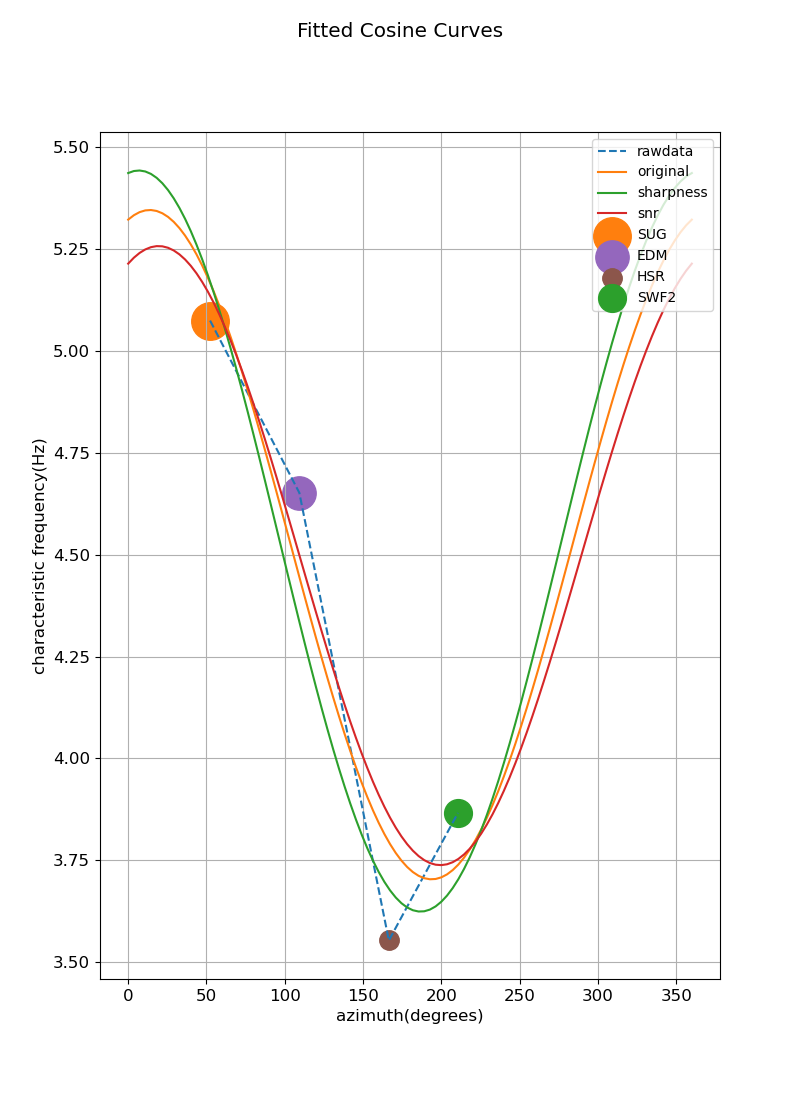 Fitted Cosine Curves
5.50
5.25
5.00
4.75
4.50
4.25
4.00
3.75
3.50
characteristic frequency(Hz)
rawdata
original
sharpness
snr
SUG
EDM
HSR
SWF2
0 50 100 150 200 250 300 350
azimuth(degrees)